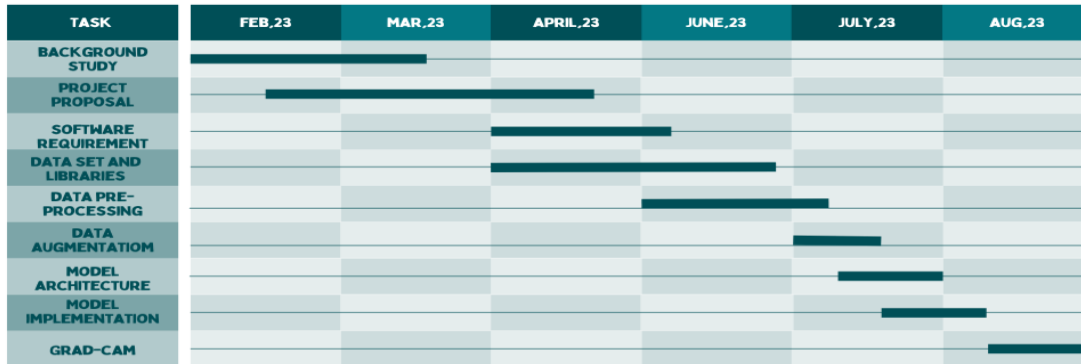 TASK FEB,23 MAR,23 APRIL,23 JUNE,23 JULY,23 AUG,23
BACKGROUND
STUDY
PROJECT
PROPOSAL
SOFTWARE
REQUIREMENT
DATA SET AND
LIBRARIES
DATA PRE-
PROCESSING
DATA
AUGMENTATIOM
MODEL
ARCHITECTURE
MODEL
IMPLEMENTATION
GRAD-CAM